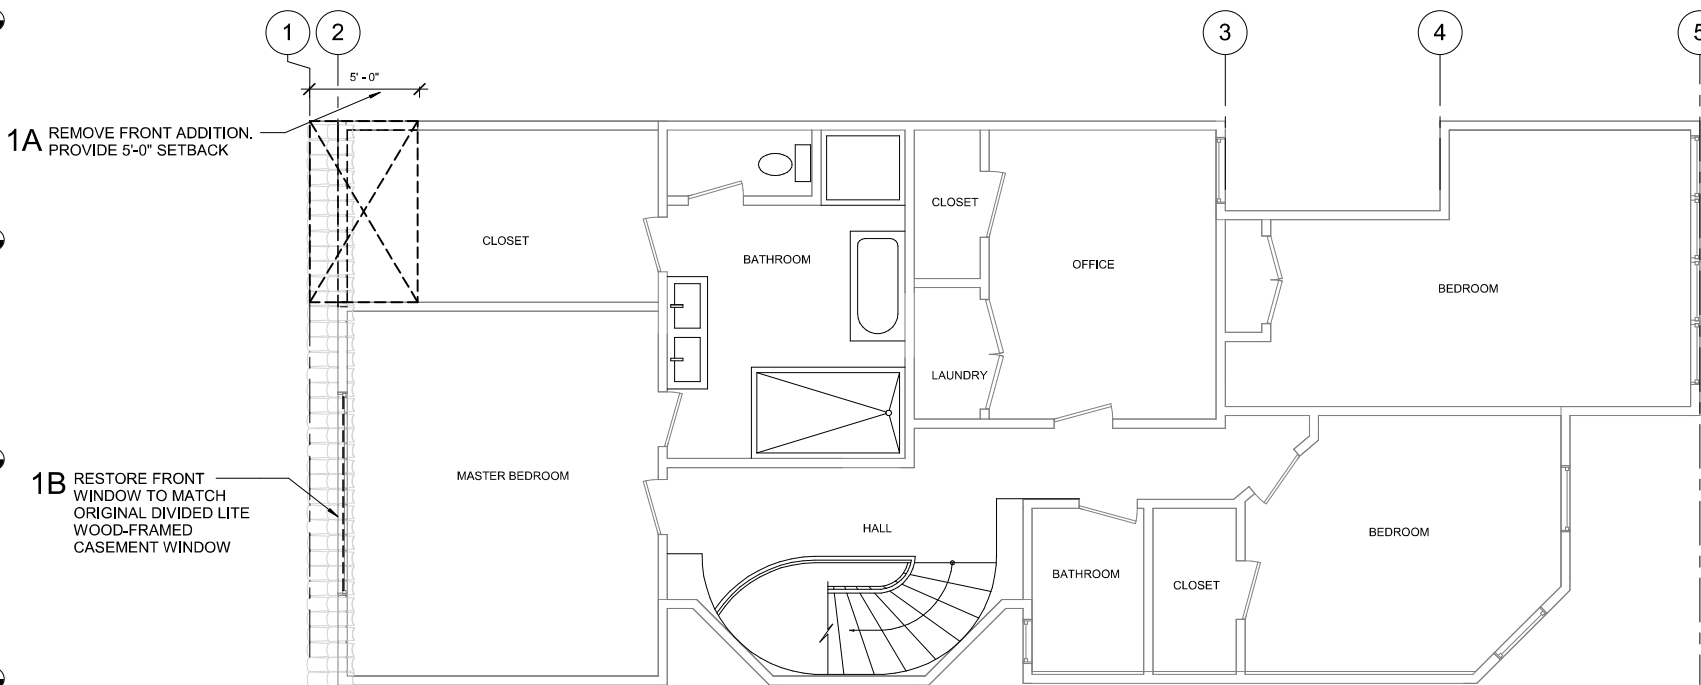 1 2 3 4 5
5' - 0"
1A REMOVE FRONT ADDITION.
PROVIDE 5'-0" SETBACK
CLOSET
BATHROOM
CLOSET
OFFICE
BEDROOM
LAUNDRY
1B RESTORE FRONT
WINDOW TO MATCH
ORIGINAL DIVIDED LITE
WOOD-FRAMED
CASEMENT WINDOW
MASTER BEDROOM
HALL
BATHROOM
CLOSET
BEDROOM